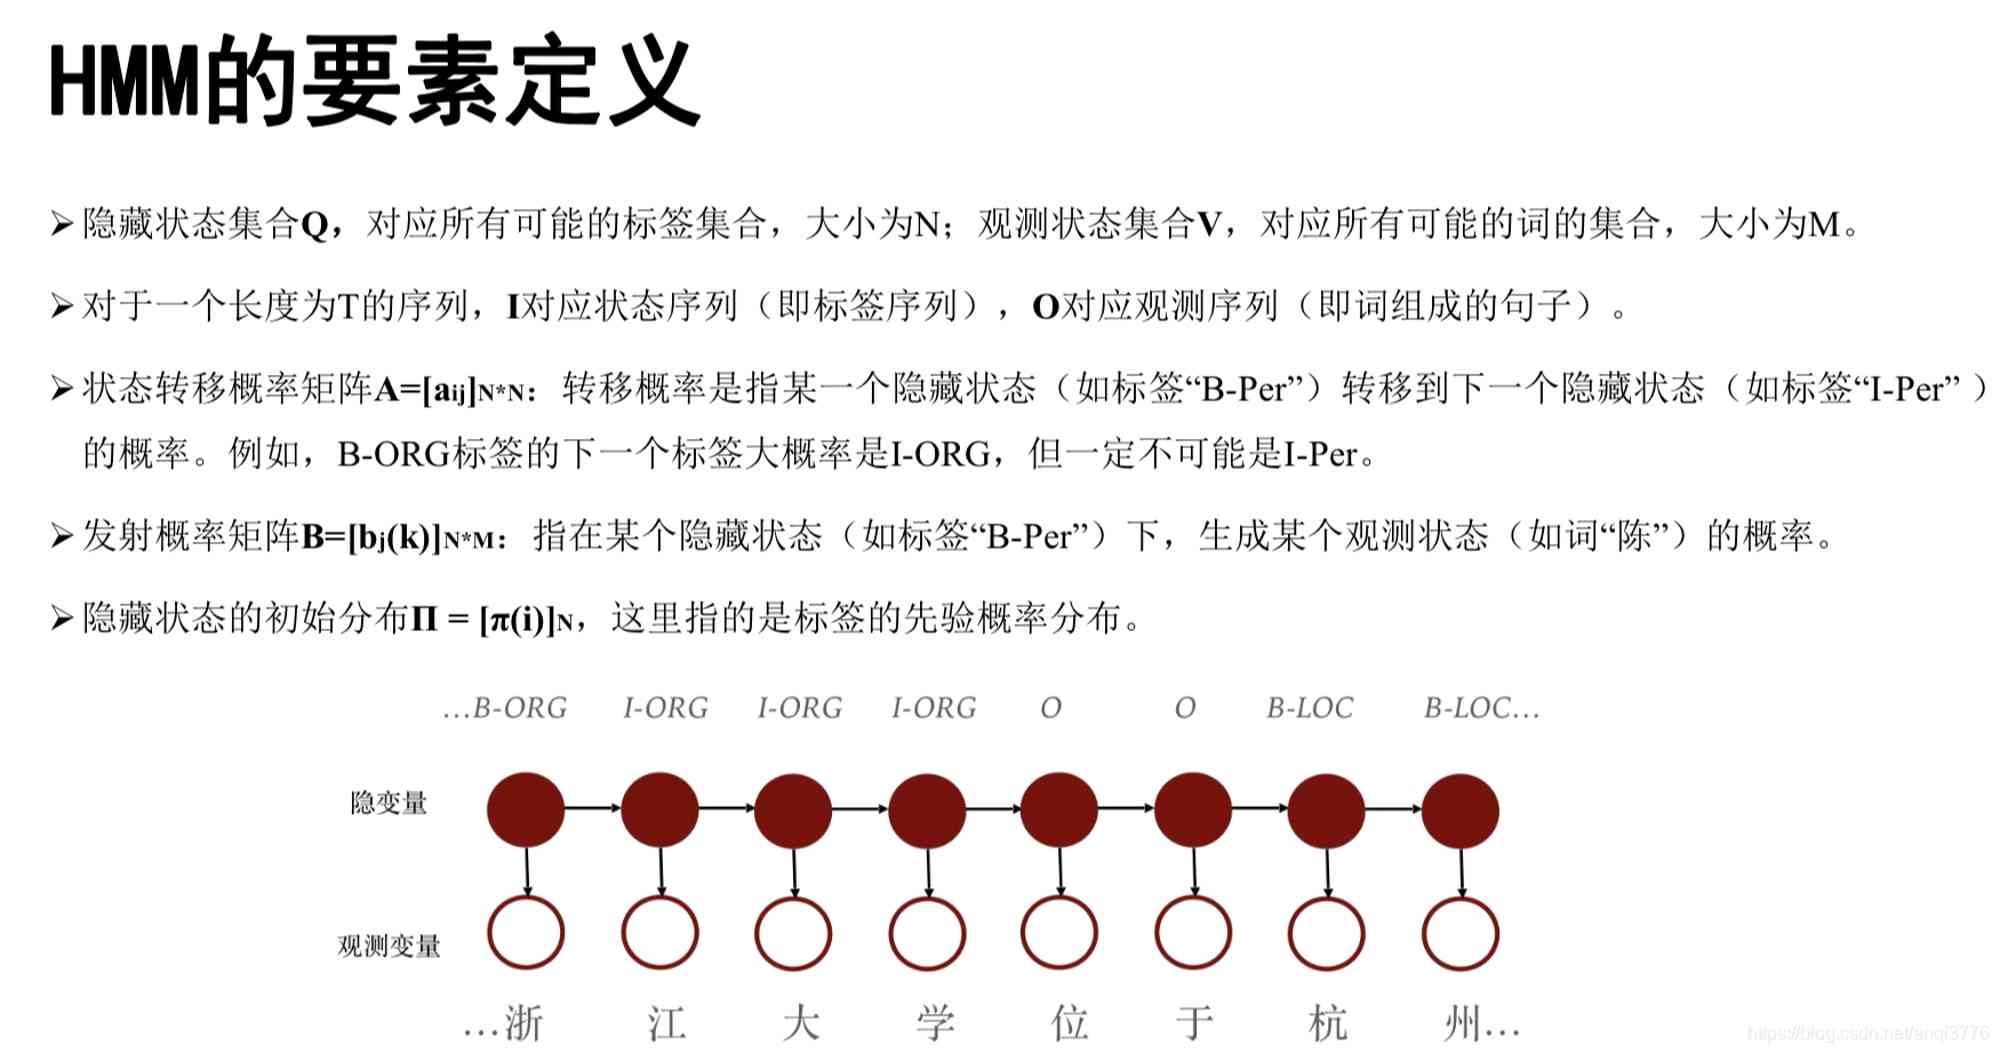 HMM的要素定义
➢隐藏状态集合Q，对应所有可能的标签集合，大小为N；观测状态集合V，对应所有可能的词的集合，大小为M。
➢对于一个长度为T的序列，I对应状态序列（即标签序列），O对应观测序列（即词组成的句子）。
➢状态转移概率矩阵A=[aij]N*N：转移概率是指某一个隐藏状态（如标签“B-Per”）转移到下一个隐藏状态（如标签“I-Per” ）
的概率。例如，B-ORG标签的下一个标签大概率是I-ORG，但一定不可能是I-Per。
➢发射概率矩阵B=[bj(k)]N*M：指在某个隐藏状态（如标签“B-Per”）下，生成某个观测状态（如词“陈”）的概率。
➢隐藏状态的初始分布Π = [π(i)]N，这里指的是标签的先验概率分布。
…B-ORG I-ORG I-ORG I-ORG O O B-LOC B-LOC…
隐变量
观测变量
…浙 江 大 学 位 于 杭 州…
https://blog.csdn.net/anqi3776